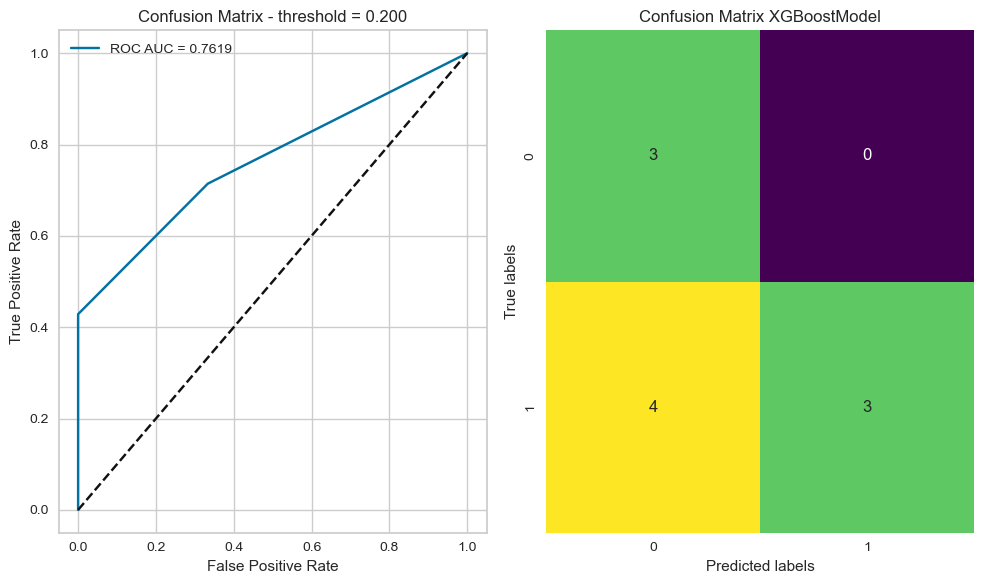 Confusion Matrix - threshold = 0.200
ROC AUC = 0.7619
1.0
0.8
0.6
0.4
0.2
0.0
True Positive Rate
0.0 0.2 0.4 0.6 0.8 1.0
False Positive Rate
Confusion Matrix XGBoostModel
3 0
4 3
0
1
True labels
0 1
Predicted labels